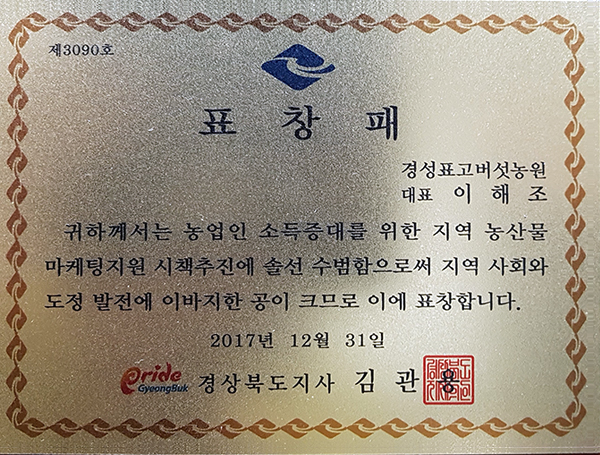 제3090호
표 창 패
경성표고버섯농원
대표 이 해 조
귀하께서는 농업인 소득증대를 위한 지역 농산물
마케팅지원 시책추진에 솔선 수범함으로써 지역 사회와
도정 발전에 이바지한 공이 크므로 이에 표창합니다.
2017년 12월 31일
Pride
GyeongBuk
경상북도지사 김 관 용